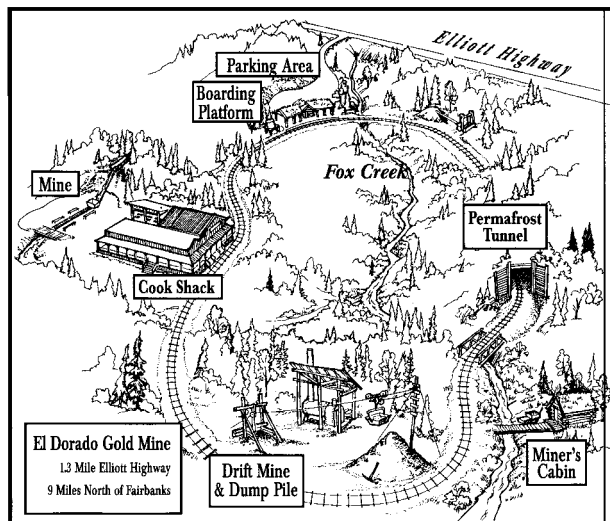 Elliott Highway
Parking Area
Boarding
Platform
Fox Creek
Mine
Permafrost
Tunnel
Cook Shack
El Dorado Gold Mine
1.3 Mile Elliott Highway
9 Miles North of Fairbanks
Drift Mine
& Dump Pile
Miner's
Cabin